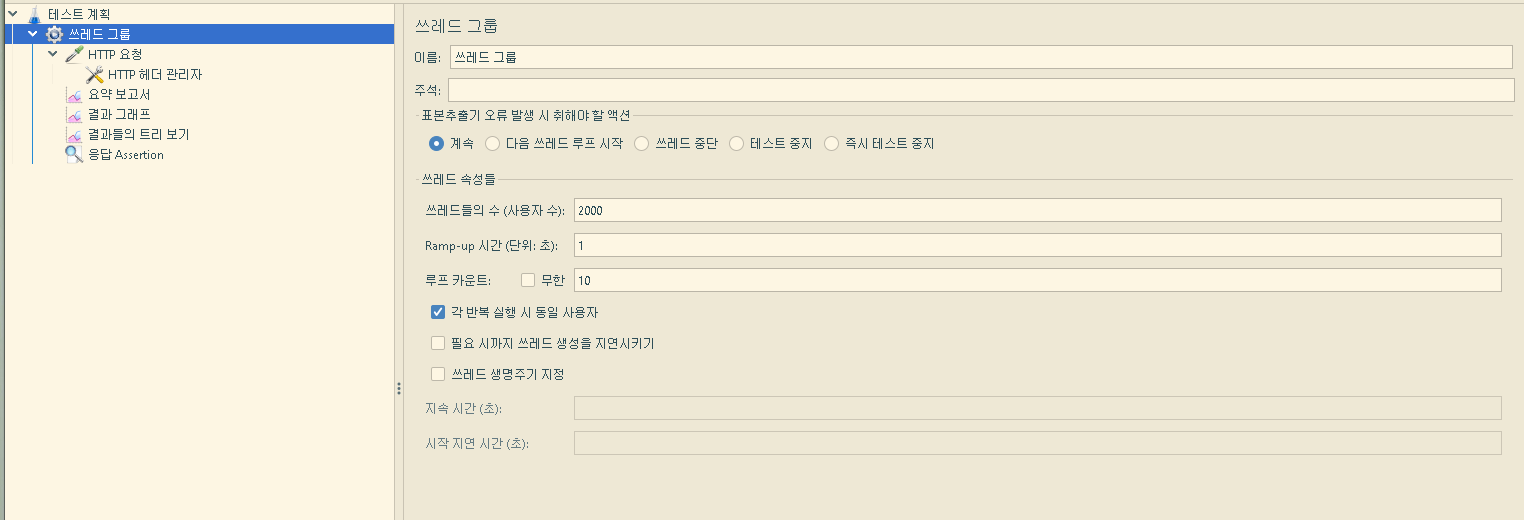 테스트 계획
쓰레드 그룹
HTTP 요청
HTTP 헤더 관리자
요약 보고서
결과 그래프
결과들의 트리 보기
응답 Assertion
쓰레드 그룹
이름: 쓰레드 그룹
주석:
표본추출기 오류 발생 시 취해야 할 액션
계속 다음 쓰레드 루프 시작 쓰레드 중단 테스트 중지 즉시 테스트 중지
쓰레드 속성들
쓰레드들의 수 (사용자 수): 2000
Ramp-up 시간 (단위: 초): 1
루프 카운트: 무한 10
각 반복 실행 시 동일 사용자
필요 시까지 쓰레드 생성을 지연시키기
쓰레드 생명주기 지정
지속 시간 (초):
시작 지연 시간 (초):